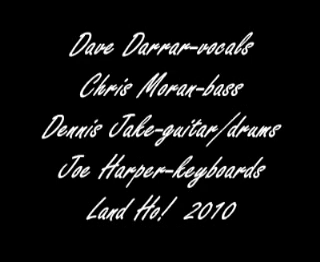 Dave Darrar-vocals
Chris Moran-bass
Dennis Jake-guitar/drums
Joe Harper-keyboards
Land Ho! 2010